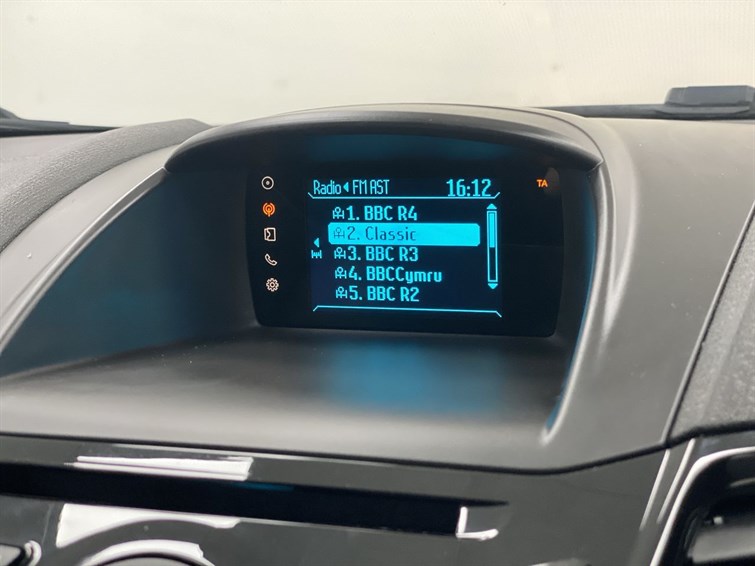 Radio FM AST 16:12 TA
1. BBC R4
2. Classic
3. BBC R3
4. BBCCymru
5. BBC R2